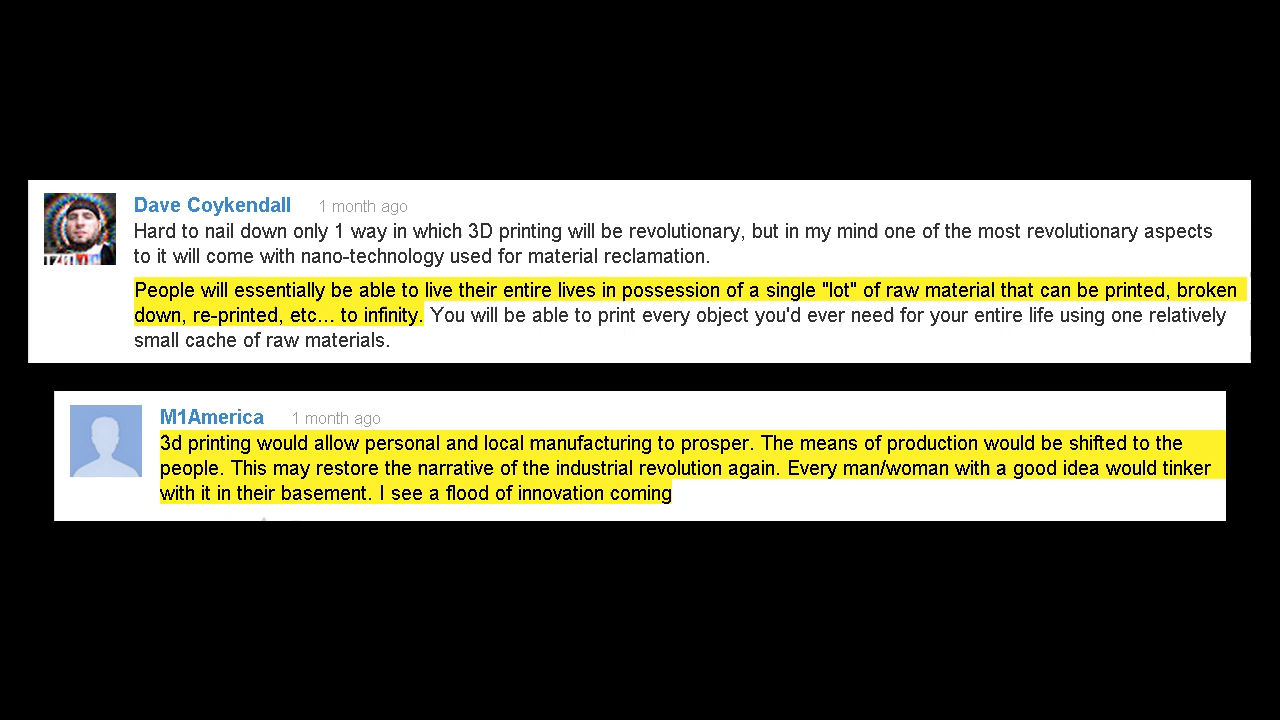 Dave Coykendall 1 month ago
Hard to nail down only 1 way in which 3D printing will be revolutionary, but in my mind one of the most revolutionary aspects
to it will come with nano-technology used for material reclamation.
People will essentially be able to live their entire lives in possession of a single "lot" of raw material that can be printed, broken
down, re-printed, etc... to infinity. You will be able to print every object you'd ever need for your entire life using one relatively
small cache of raw materials.
M1America 1 month ago
3d printing would allow personal and local manufacturing to prosper. The means of production would be shifted to the
people. This may restore the narrative of the industrial revolution again. Every man/woman with a good idea would tinker
with it in their basement. I see a flood of innovation coming